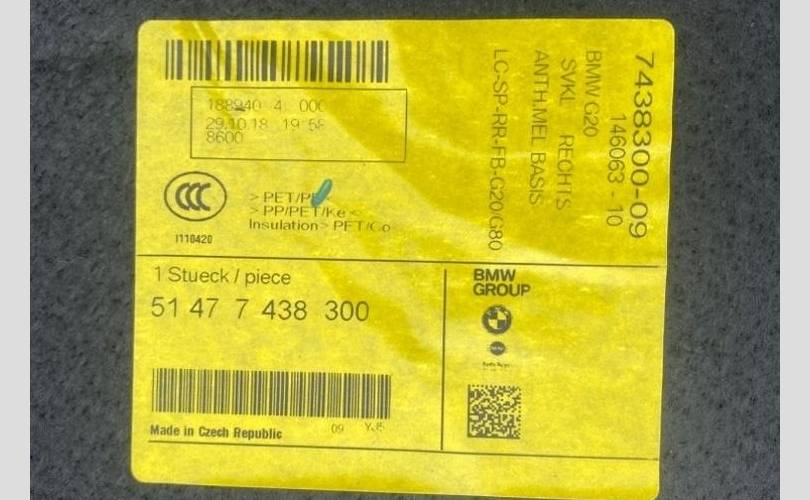 188940 4 000
29.10.18 19:58
8600
CCC
I110420
> PET/PP <
> PP/PET/Ke <
Insulation> PET/Co
7438300-09
146063 - 10
BMW G20
SVKL RECHTS
ANTH.MEL BASIS
LC-SP-RR-FB-G20/G80
1 Stueck / piece
51 47 7 438 300
Made in Czech Republic
09
BMW
GROUP